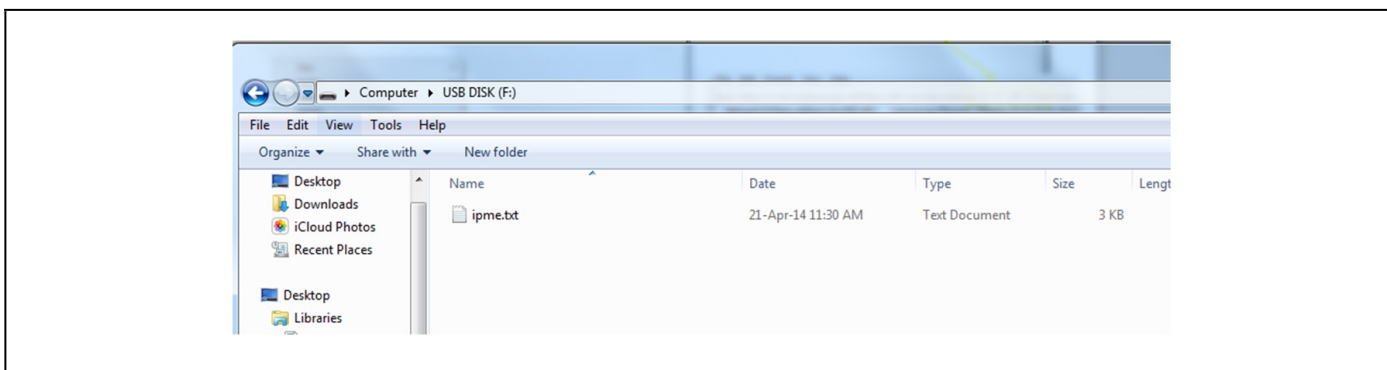 Computer ▸ USB DISK (F:)
File Edit View Tools Help
Organize Share with New folder
Desktop
Downloads
iCloud Photos
Recent Places
Desktop
Libraries
Name Date Type Size Lengt
ipme.txt 21-Apr-14 11:30 AM Text Document 3 KB